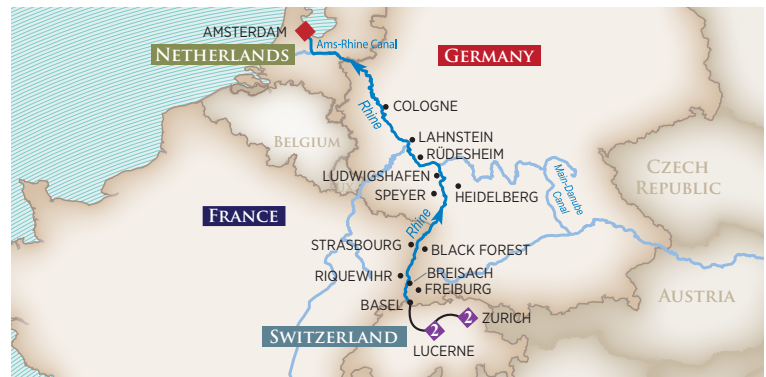 AMSTERDAM
Ams-Rhine Canal
NETHERLANDS
GERMANY
COLOGNE
Rhine
BELGIUM
LAHNSTEIN
RÜDESHEIM
LUDWIGSHAFEN
SPEYER
HEIDELBERG
Main-Danube
Canal
CZECH
REPUBLIC
FRANCE
Rhine
STRASBOURG
BLACK FOREST
RIQUEWIHR
BREISACH
FREIBURG
BASEL
AUSTRIA
SWITZERLAND
2
2
ZURICH
LUCERNE